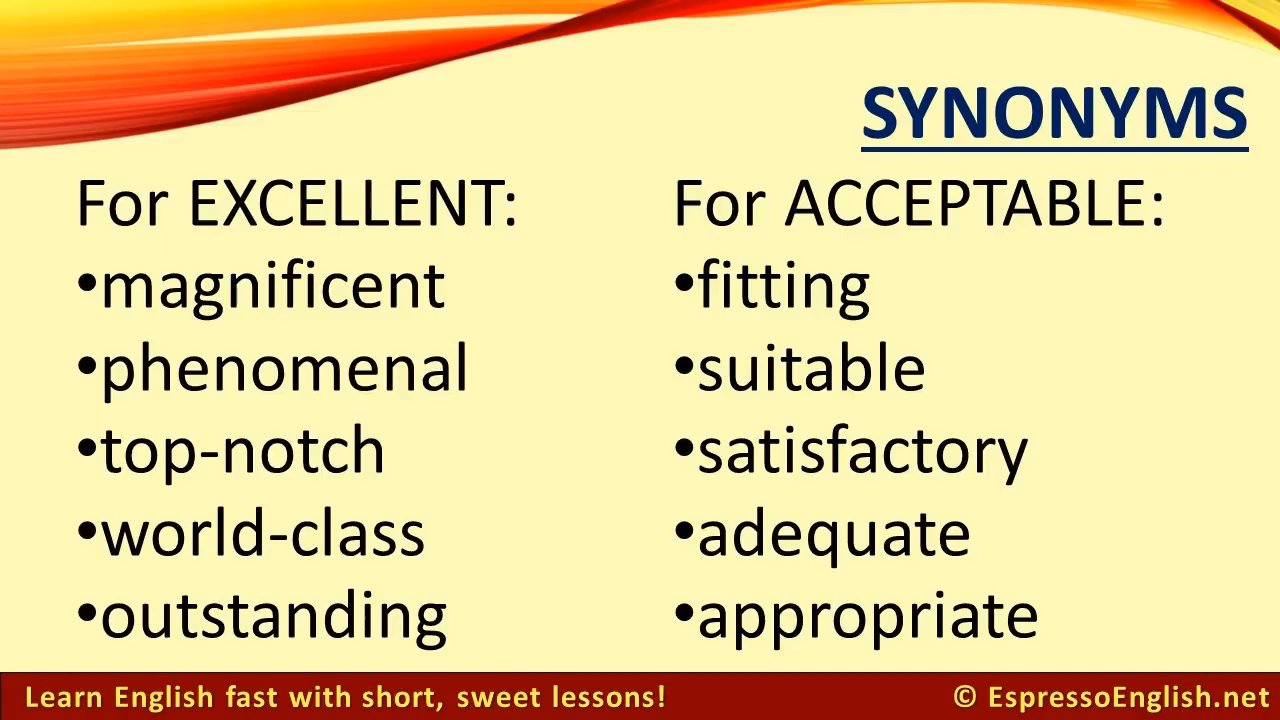 SYNONYMS
For EXCELLENT:
•magnificent
•phenomenal
•top-notch
•world-class
•outstanding
For ACCEPTABLE:
•fitting
•suitable
•satisfactory
•adequate
•appropriate
Learn English fast with short, sweet lessons!
© EspressoEnglish.net